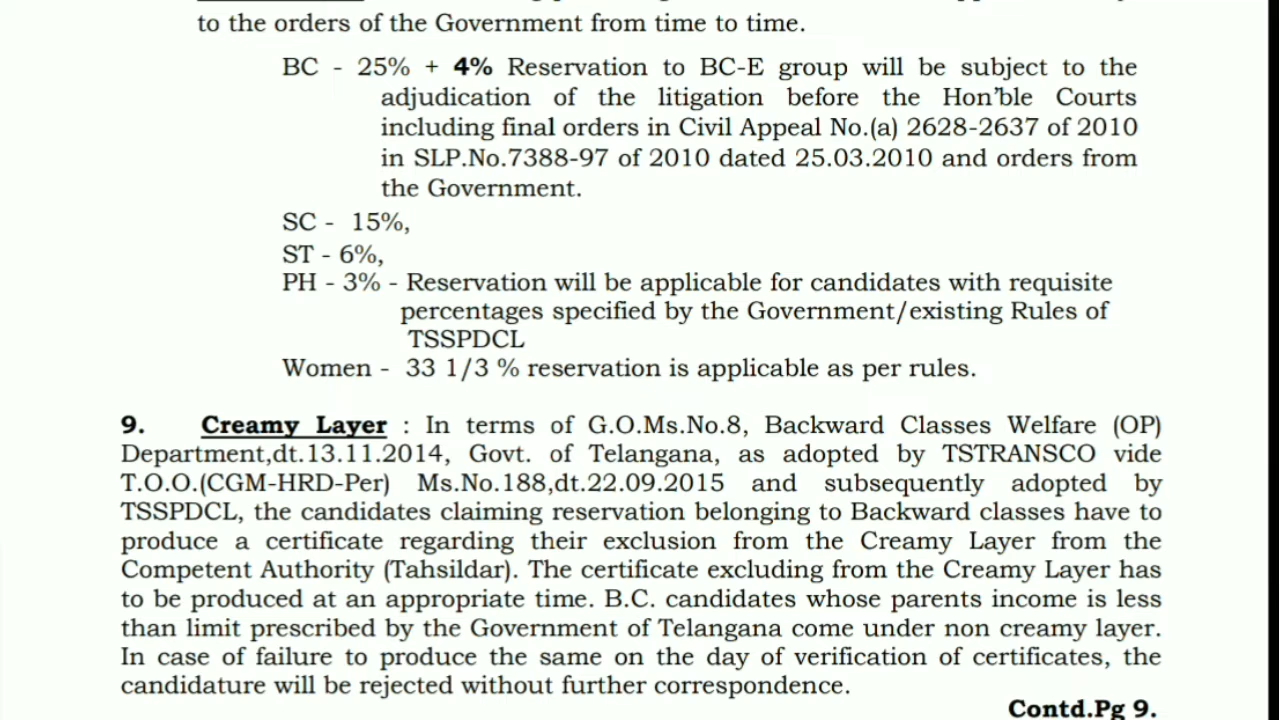 to the orders of the Government from time to time.
BC - 25% + 4% Reservation to BC-E group will be subject to the
adjudication of the litigation before the Hon'ble Courts
including final orders in Civil Appeal No.(a) 2628-2637 of 2010
in SLP.No.7388-97 of 2010 dated 25.03.2010 and orders from
the Government.
SC - 15%,
ST - 6%,
PH - 3% - Reservation will be applicable for candidates with requisite
percentages specified by the Government/existing Rules of
TSSPDCL
Women - 33 1/3 % reservation is applicable as per rules.
9. Creamy Layer : In terms of G.O.Ms.No.8, Backward Classes Welfare (OP)
Department,dt.13.11.2014, Govt. of Telangana, as adopted by TSTRANSCO vide
T.O.O.(CGM-HRD-Per) Ms.No.188,dt.22.09.2015 and subsequently adopted by
TSSPDCL, the candidates claiming reservation belonging to Backward classes have to
produce a certificate regarding their exclusion from the Creamy Layer from the
Competent Authority (Tahsildar). The certificate excluding from the Creamy Layer has
to be produced at an appropriate time. B.C. candidates whose parents income is less
than limit prescribed by the Government of Telangana come under non creamy layer.
In case of failure to produce the same on the day of verification of certificates, the
candidature will be rejected without further correspondence.
Contd.Pg 9.